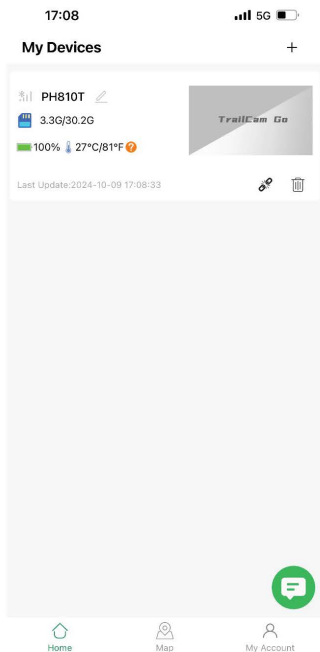 17:08
5G
My Devices
+
PH810T
3.3G/30.2G
TrailCam Go
100% 27°C/81°F ?
Last Update:2024-10-09 17:08:33
Home Map My Account